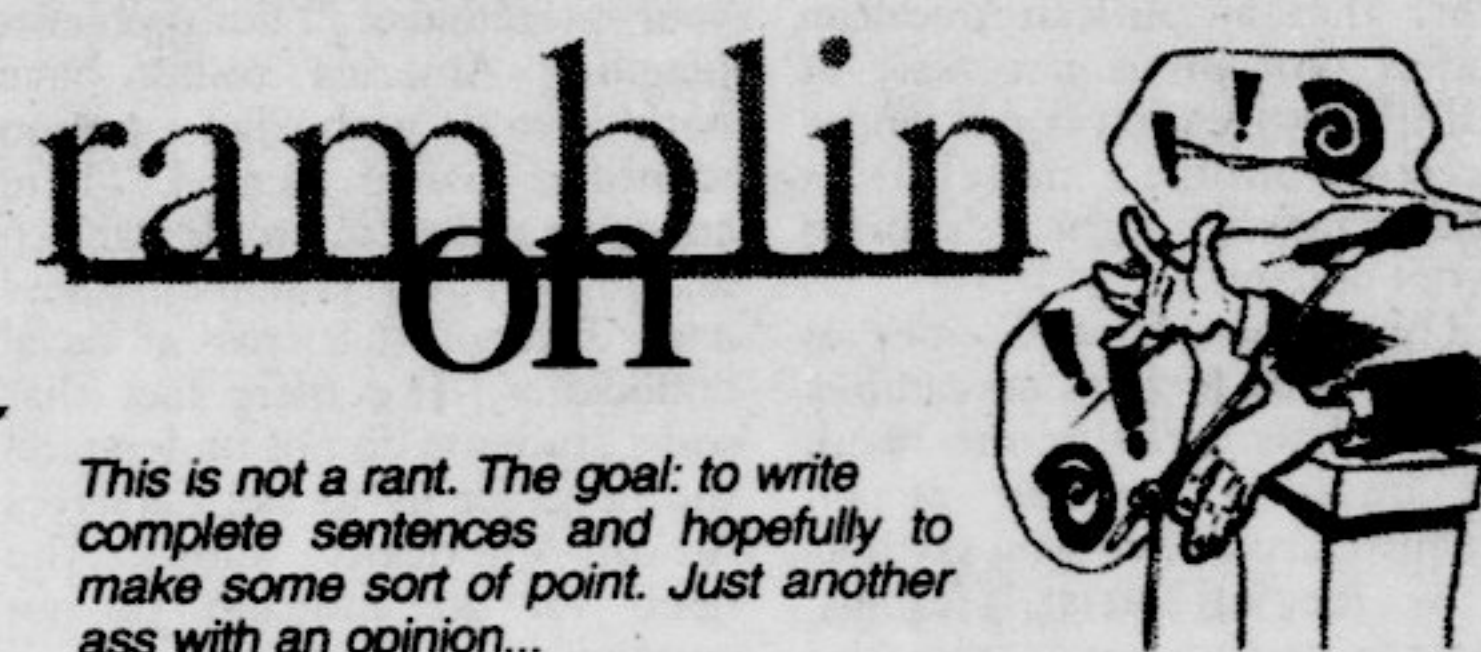 ramblin
on
This is not a rant. The goal: to write
complete sentences and hopefully to
make some sort of point. Just another
ass with an opinion...